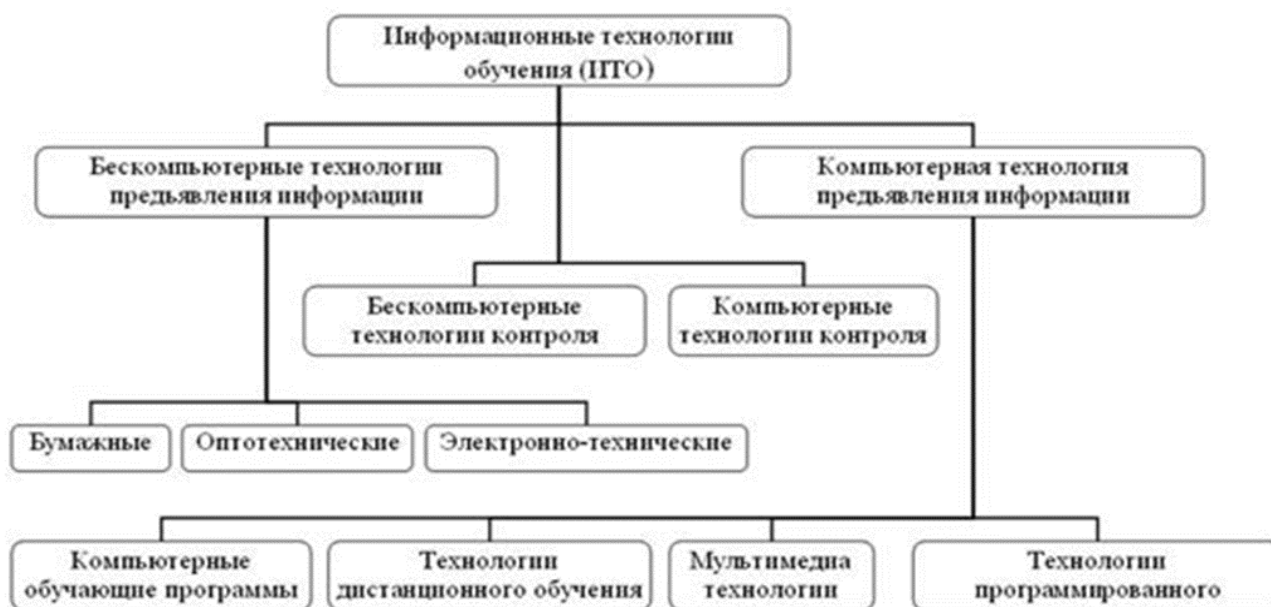 Информационные технологии
обучения (ИТО)
Бескомпьютерные технологии
предъявления информации
Компьютерная технология
предъявления информации
Бескомпьютерные
технологии контроля
Компьютерные
технологии контроля
Бумажные
Оптотехнические
Электронно-технические
Компьютерные
обучающие программы
Технологии
дистанционного обучения
Мультимедиа
технологии
Технологии
программированного